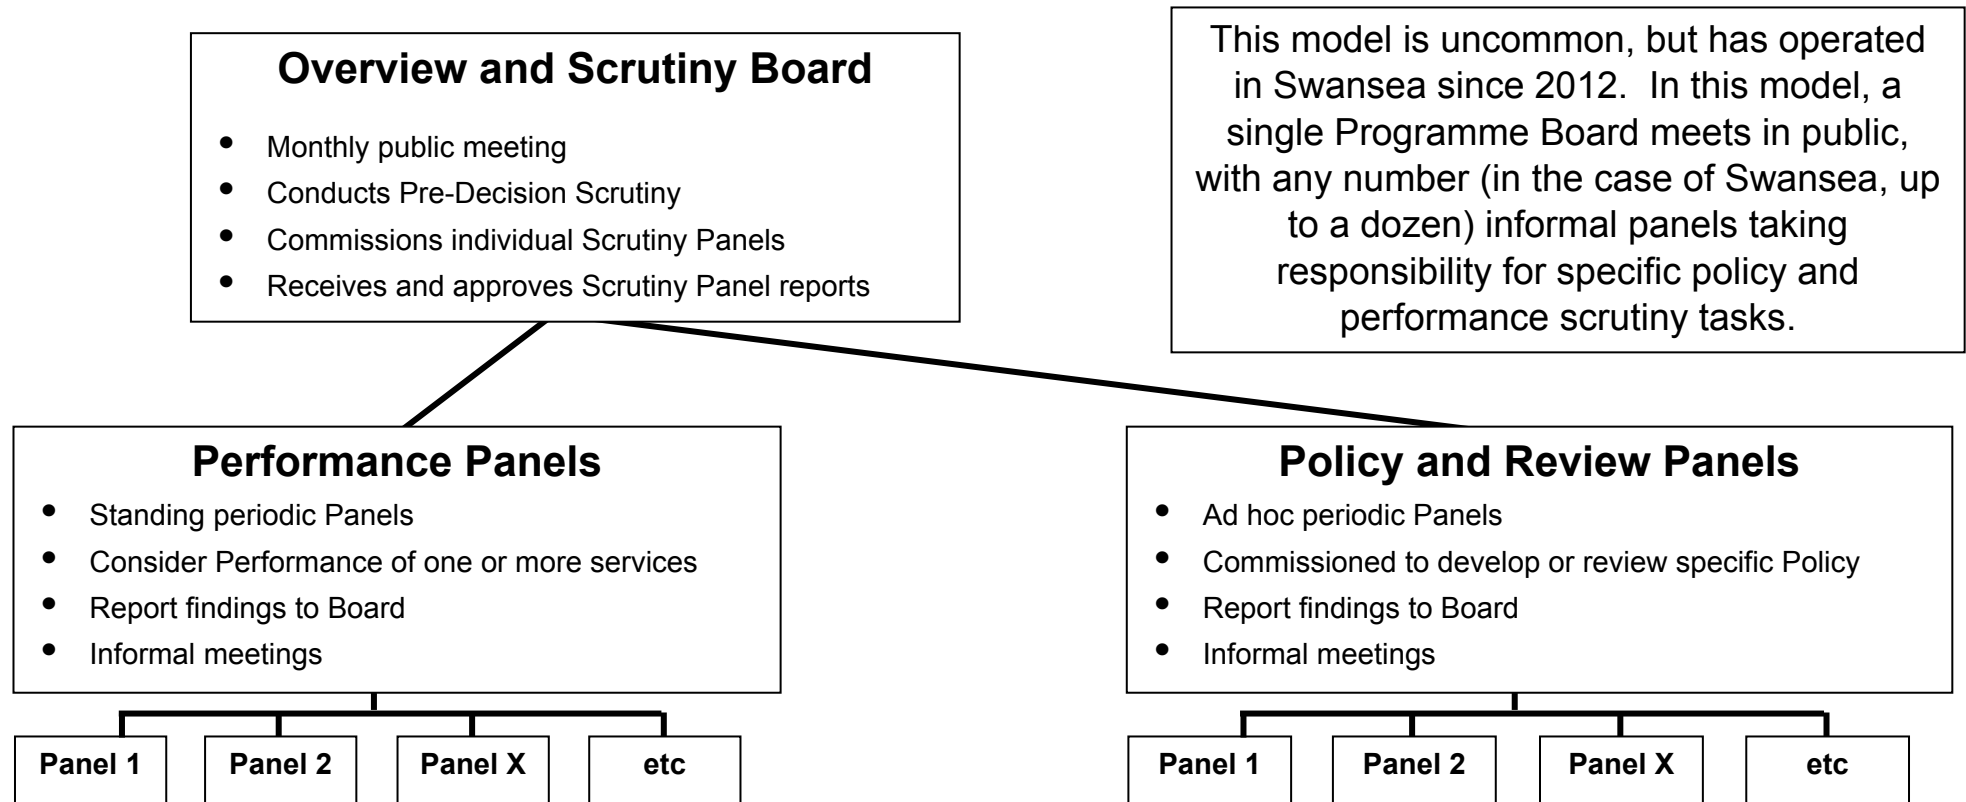 Overview and Scrutiny Board
• Monthly public meeting
• Conducts Pre-Decision Scrutiny
• Commissions individual Scrutiny Panels
• Receives and approves Scrutiny Panel reports
This model is uncommon, but has operated
in Swansea since 2012. In this model, a
single Programme Board meets in public,
with any number (in the case of Swansea, up
to a dozen) informal panels taking
responsibility for specific policy and
performance scrutiny tasks.
Performance Panels
• Standing periodic Panels
• Consider Performance of one or more services
• Report findings to Board
• Informal meetings
Policy and Review Panels
• Ad hoc periodic Panels
• Commissioned to develop or review specific Policy
• Report findings to Board
• Informal meetings
Panel 1
Panel 2
Panel X
etc
Panel 1
Panel 2
Panel X
etc